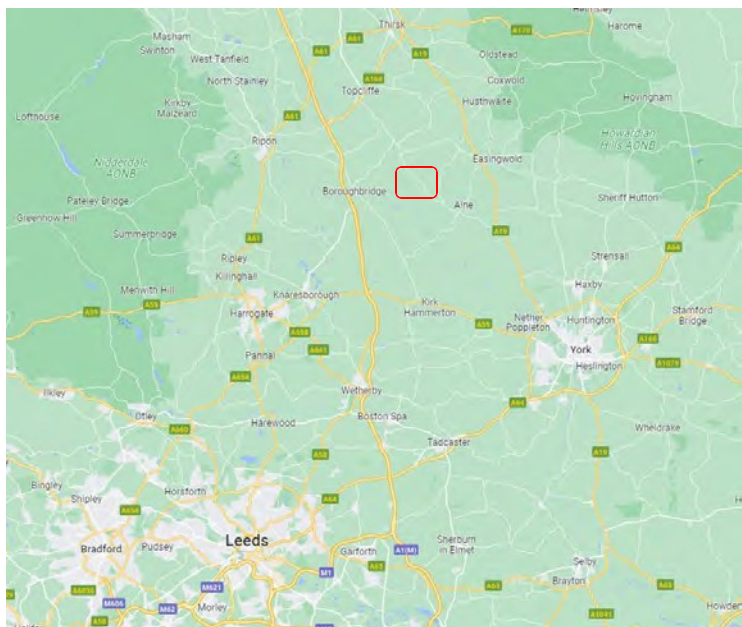 Helmsley
Harome
Thirsk
A61
A170
Masham
Swinton
A61
A19
Oldstead
West Tanfield
A168
Coxwold
North Stainley
Topcliffe
Hovingham
Kirkby
Malzeard
Husthwaite
Lofthouse
A61
Howardian
Hills AONB
Ripon
Easingwold
Nidderdale
AONB
Boroughbridge
Pateley Bridge
Alne
Sheriff Hutton
Greenhow Hill
Summerbridge
A19
A61
A64
Ripley
Strensall
Killinghall
Menwith Hill
Knaresborough
Haxby
A59
A59
Kirk
Hammerton
Harrogate
Nether
Poppleton
Huntington
Stamford
Bridge
A59
A658
A166
Pannal
A661
York
A1079
Heslington
A658
Ilkley
Wetherby
A64
Otley
Harewood
Boston Spa
A660
Wheldrake
Tadcaster
A58
A19
Bingley
Shipley
Horsforth
A64
A650
Leeds
Sherburn
in Elmet
Bradford
Pudsey
Garforth
A1(M)
M1
A63
Selby
M621
Brayton
A63
A63
A6036
M606
M62
Morley
Howden
A58
A1041